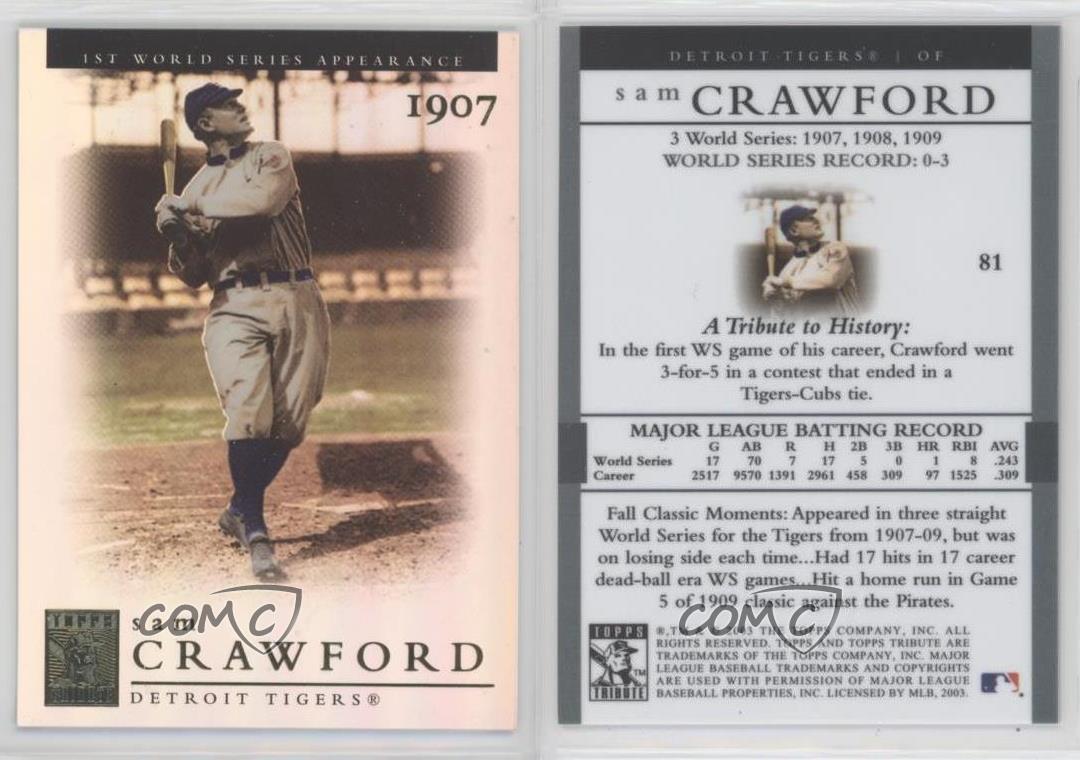 1ST WORLD SERIES APPEARANCE
1907
COMC
TOPPS
TRIBUTE
sam
CRAWFORD
DETROIT TIGERS®
DETROIT TIGERS® | OF
sam CRAWFORD
3 World Series: 1907, 1908, 1909
WORLD SERIES RECORD: 0-3
81
A Tribute to History:
In the first WS game of his career, Crawford went
3-for-5 in a contest that ended in a
Tigers-Cubs tie.
MAJOR LEAGUE BATTING RECORD
G AB R H 2B 3B HR RBI AVG
World Series 17 70 7 17 5 0 1 8 .243
Career 2517 9570 1391 2961 458 309 97 1525 .309
Fall Classic Moments: Appeared in three straight
World Series for the Tigers from 1907-09, but was
on losing side each time...Had 17 hits in 17 career
dead-ball era WS games...Hit a home run in Game
5 of 1909 classic against the Pirates.
COMC
TOPPS
TRIBUTE
TM
®,TM & © 2003 THE TOPPS COMPANY, INC. ALL
RIGHTS RESERVED. TOPPS AND TOPPS TRIBUTE ARE
TRADEMARKS OF THE TOPPS COMPANY, INC. MAJOR
LEAGUE BASEBALL TRADEMARKS AND COPYRIGHTS
ARE USED WITH PERMISSION OF MAJOR LEAGUE
BASEBALL PROPERTIES, INC. LICENSED BY MLB, 2003.